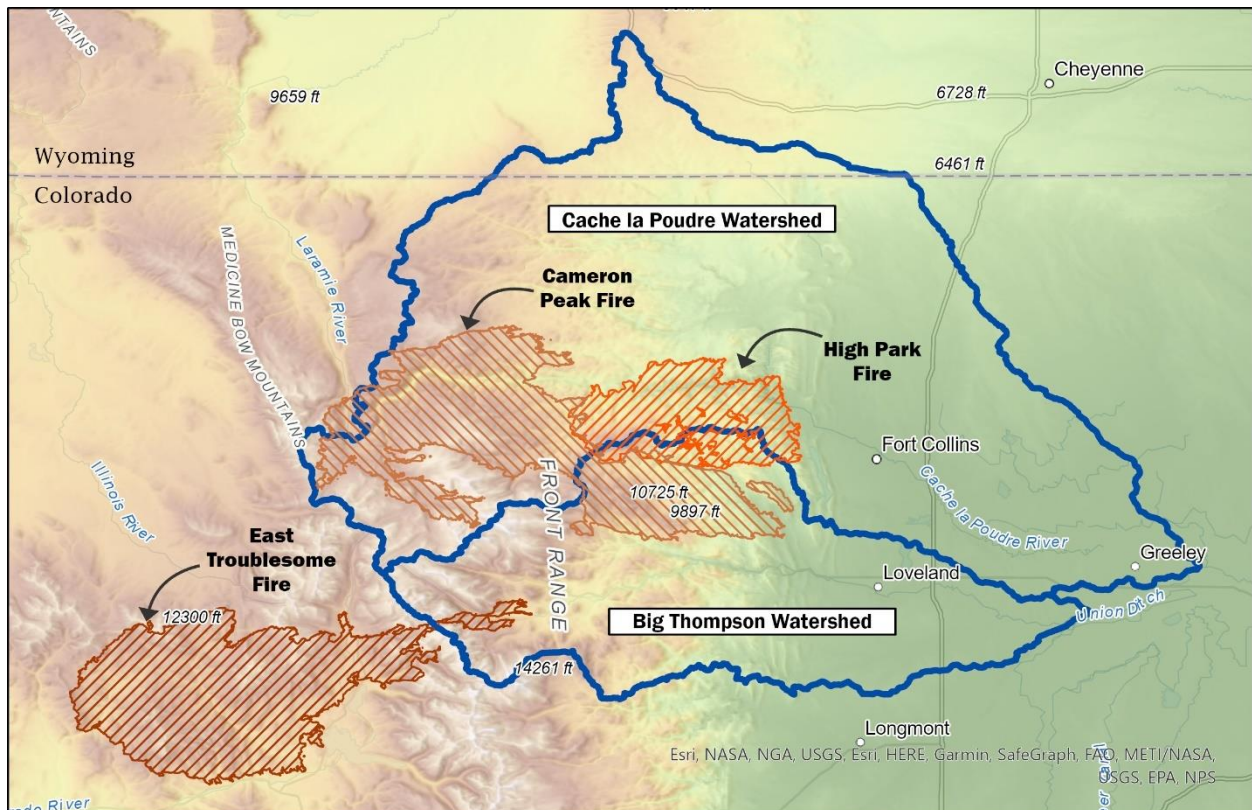 NTAINS
Cheyenne
9659 ft
6728 ft
Wyoming
Colorado
6461 ft
Cache la Poudre Watershed
MEDICINE BOW MOUNTAINS
Laramie River
Cameron
Peak Fire
High Park
Fire
Fort Collins
Cache la Poudre River
Illinois River
FRONT RANGE
10725 ft
9897 ft
East
Troublesome
Fire
Greeley
Loveland
Union Ditch
12300 ft
Big Thompson Watershed
14261 ft
Longmont
Esri, NASA, NGA, USGS, Esri, HERE, Garmin, SafeGraph, FAO, METI/NASA,
USGS, EPA, NPS